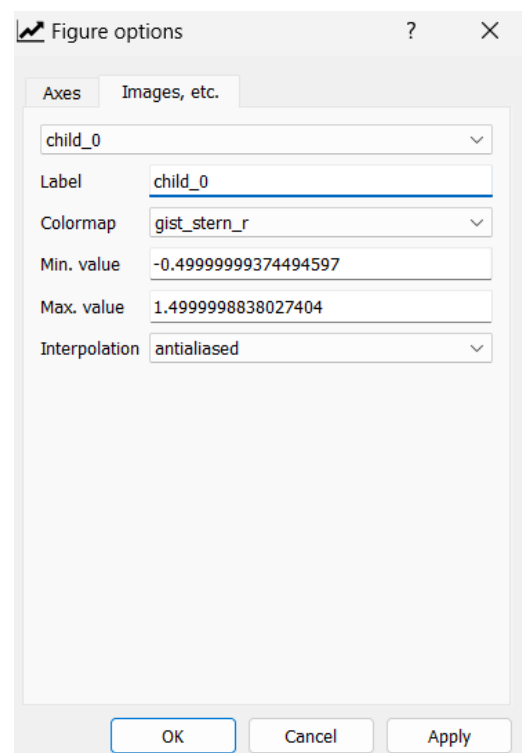 Figure options ?
Axes Images, etc.
child_0
Label child_0
Colormap gist_stern_r
Min. value -0.49999999374494597
Max. value 1.4999998838027404
Interpolation antialiased
OK Cancel Apply